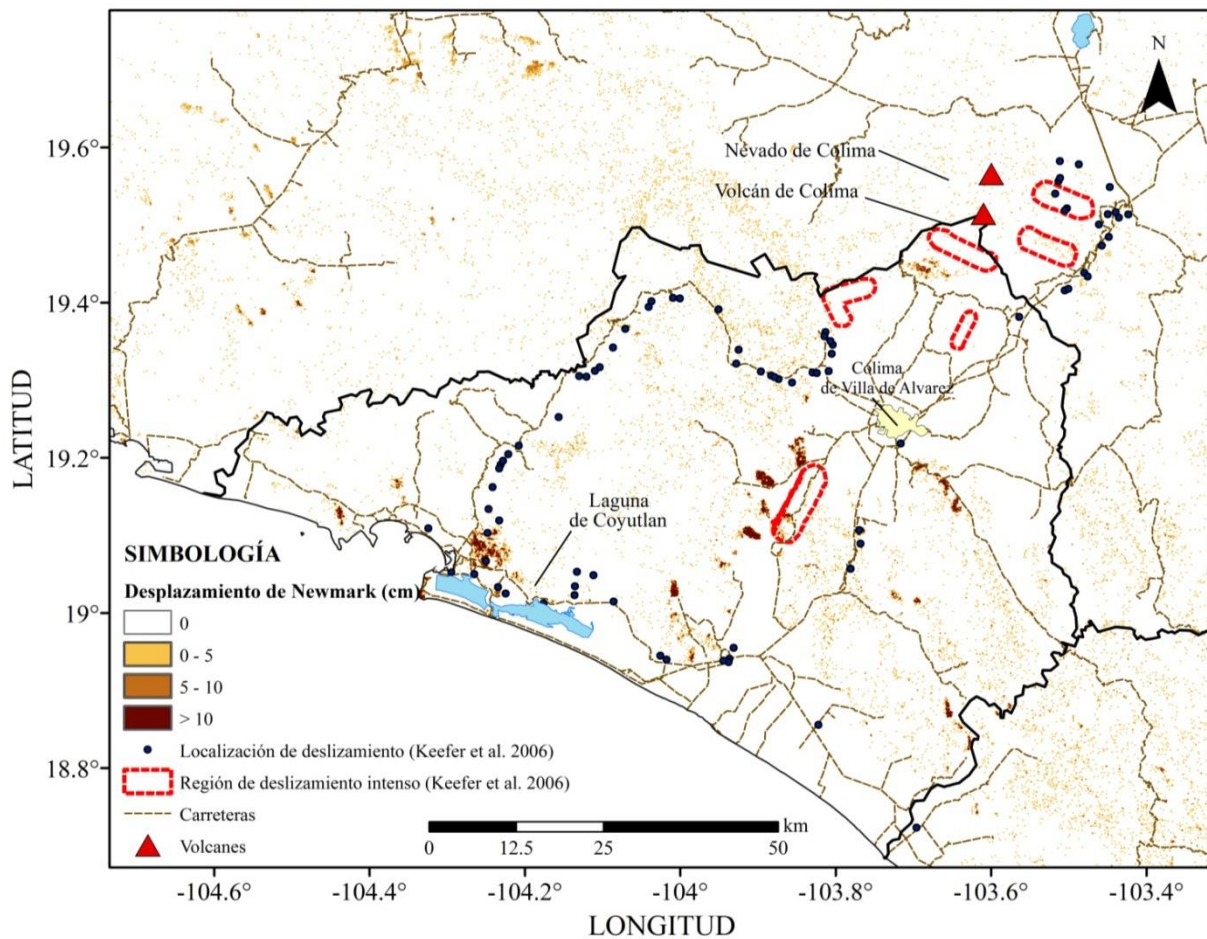 N
Nevado de Colima
Volcán de Colima
Colima
de Villa de Alvarez
Laguna
de Coyutlan
LATITUD
19.6°
19.4°
19.2°
19°
18.8°
SIMBOLOGÍA
Desplazamiento de Newmark (cm)
0
0 - 5
5 - 10
> 10
Localización de deslizamiento (Keefer et al. 2006)
Región de deslizamiento intenso (Keefer et al. 2006)
Carreteras
Volcanes
km
0 12.5 25 50
-104.6° -104.4° -104.2° -104° -103.8° -103.6° -103.4°
LONGITUD